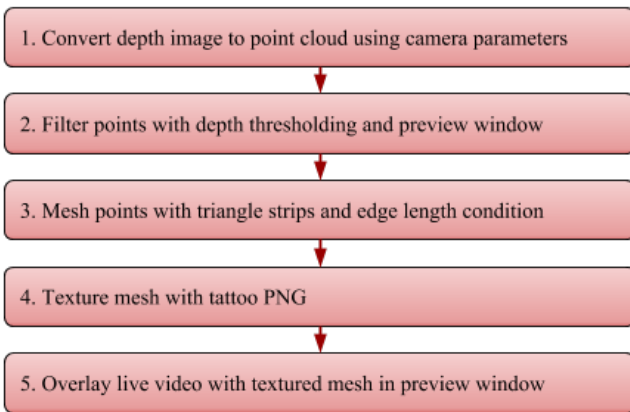 1. Convert depth image to point cloud using camera parameters
2. Filter points with depth thresholding and preview window
3. Mesh points with triangle strips and edge length condition
4. Texture mesh with tattoo PNG
5. Overlay live video with textured mesh in preview window